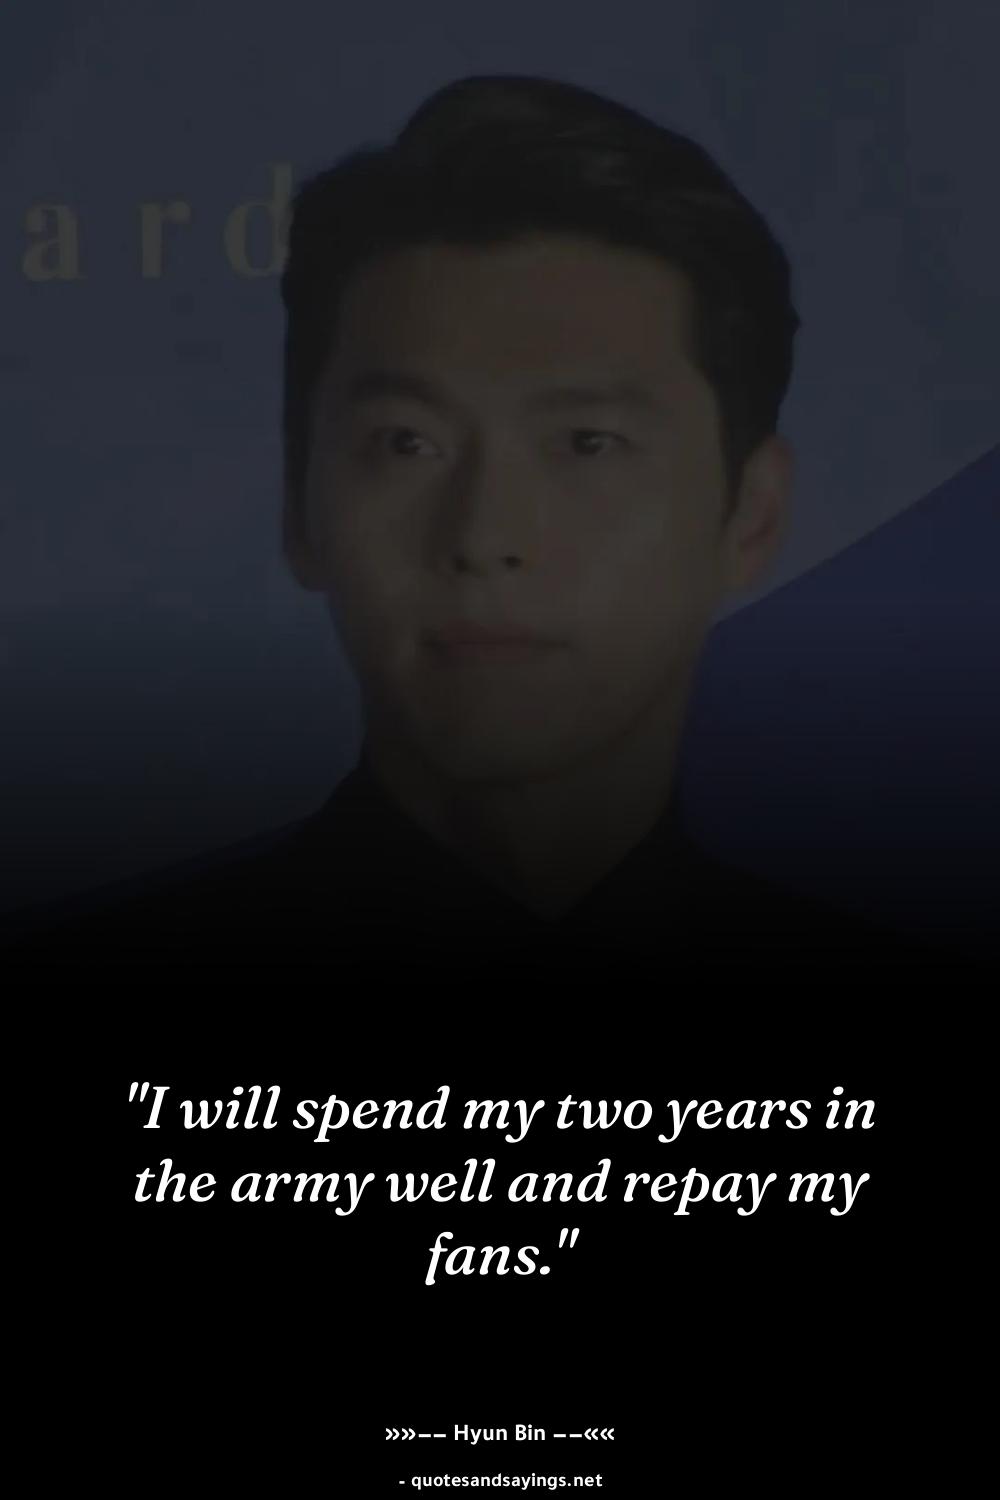 ard
"I will spend my two years in
the army well and repay my
fans."
»»−− Hyun Bin −−««
- quotesandsayings.net